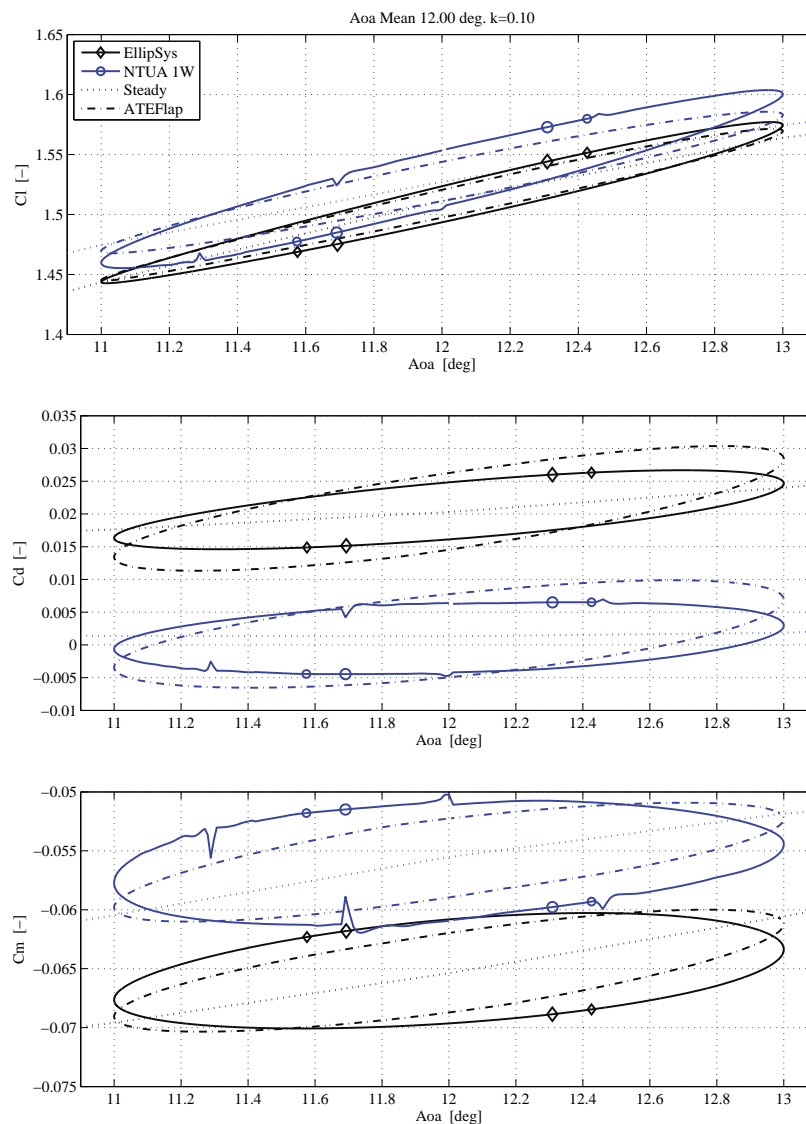 Aoa Mean 12.00 deg. k=0.10
1.65
1.6
1.55
1.5
1.45
1.4
Cl [−]
EllipSys
NTUA 1W
Steady
ATEFlap
11 11.2 11.4 11.6 11.8 12 12.2 12.4 12.6 12.8 13
Aoa [deg]
0.035
0.03
0.025
0.02
0.015
0.01
0.005
0
−0.005
−0.01
Cd [−]
11 11.2 11.4 11.6 11.8 12 12.2 12.4 12.6 12.8 13
Aoa [deg]
−0.05
−0.055
−0.06
−0.065
−0.07
−0.075
Cm [−]
11 11.2 11.4 11.6 11.8 12 12.2 12.4 12.6 12.8 13
Aoa [deg]